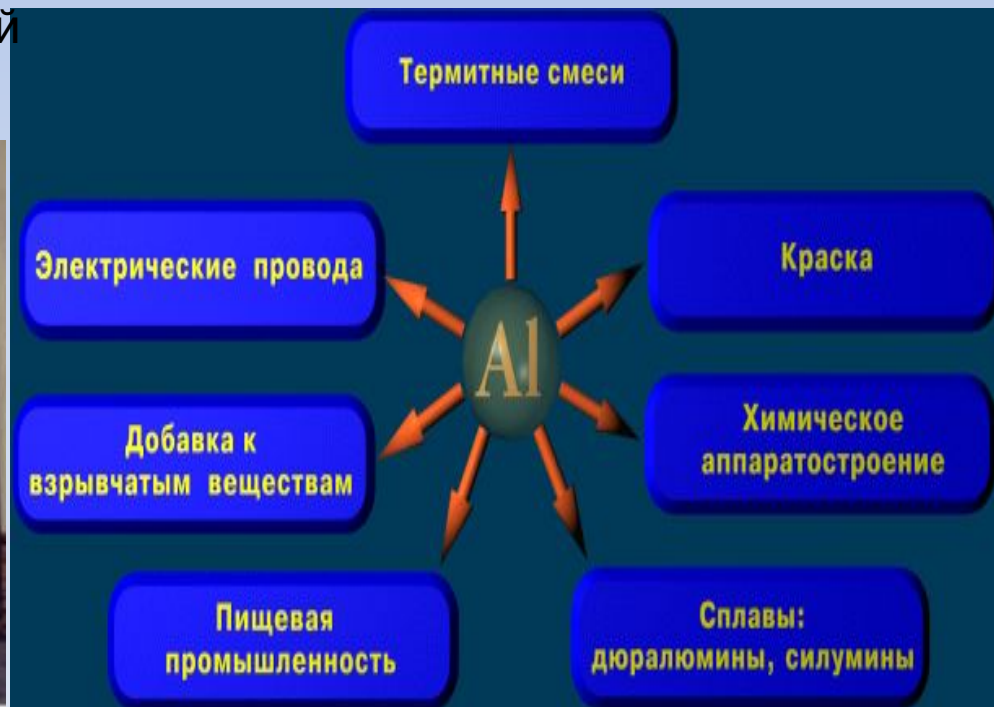 й
Термитные смеси
Электрические провода
Краска
Al
Добавка к
взрывчатым веществам
Химическое
аппаратостроение
Пищевая
промышленность
Сплавы:
дюралюмины, силумины